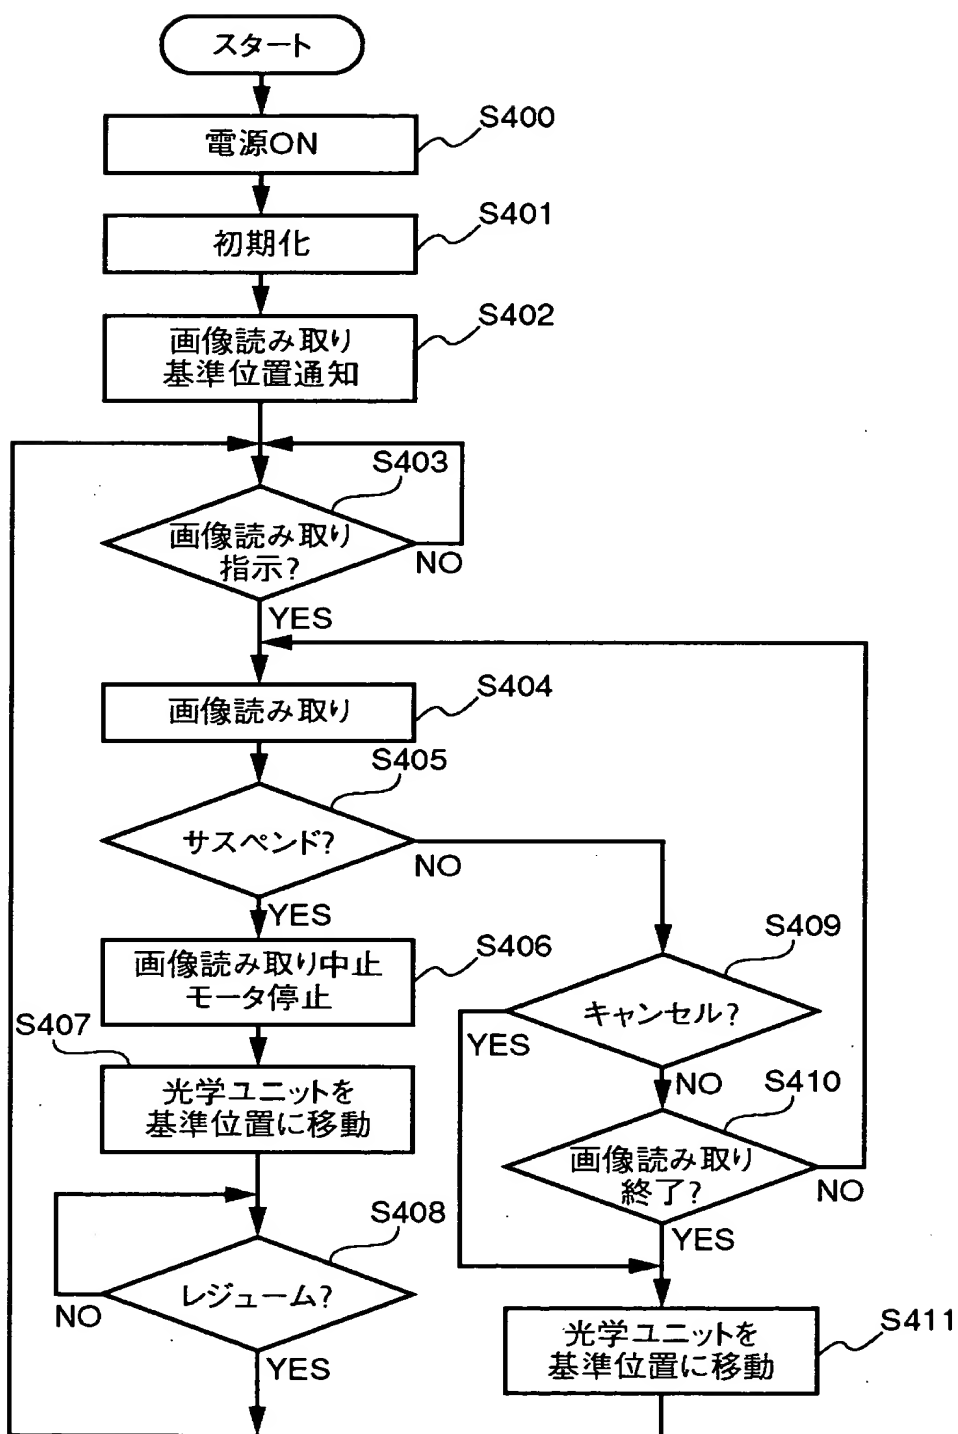 スタート
電源ON
S400
初期化
S401
画像読み取り
基準位置通知
S402
S403
画像読み取り
指示?
NO
YES
画像読み取り
S404
S405
サスペンド?
NO
YES
画像読み取り中止
モータ停止
S406
S409
キャンセル?
YES
NO
S407
光学ユニットを
基準位置に移動
S410
画像読み取り
終了?
NO
YES
S408
レジューム?
NO
YES
光学ユニットを
基準位置に移動
S411